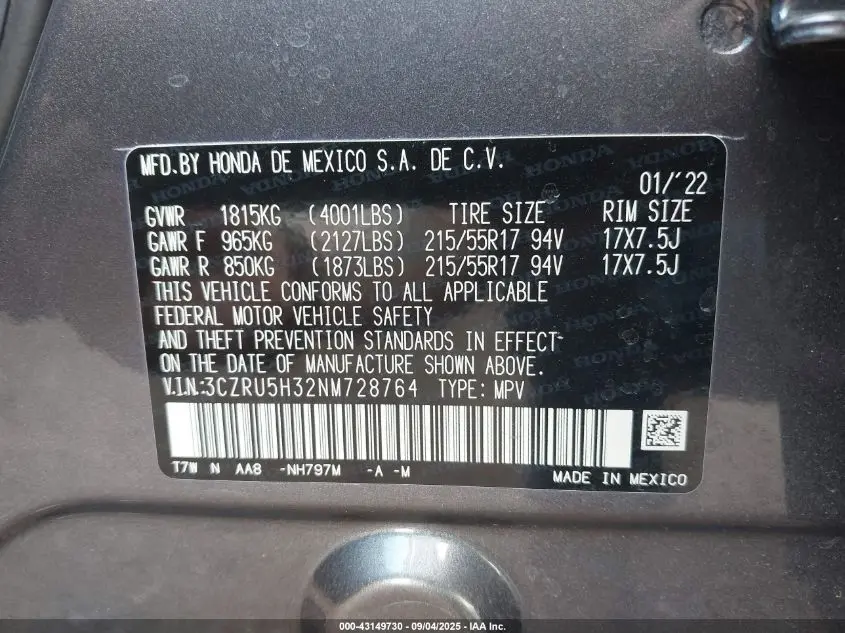 MFD.BY HONDA DE MEXICO S.A. DE C.V.
01/'22
GVWR 1815KG (4001LBS) TIRE SIZE RIM SIZE
GAWR F 965KG (2127LBS) 215/55R17 94V 17X7.5J
GAWR R 850KG (1873LBS) 215/55R17 94V 17X7.5J
THIS VEHICLE CONFORMS TO ALL APPLICABLE
FEDERAL MOTOR VEHICLE SAFETY
AND THEFT PREVENTION STANDARDS IN EFFECT
ON THE DATE OF MANUFACTURE SHOWN ABOVE.
V.I.N.:3CZRU5H32NM728764 TYPE: MPV
T7W N AA8 -NH797M -A -M
MADE IN MEXICO
000-43149730 - 09/04/2025 - IAA Inc.